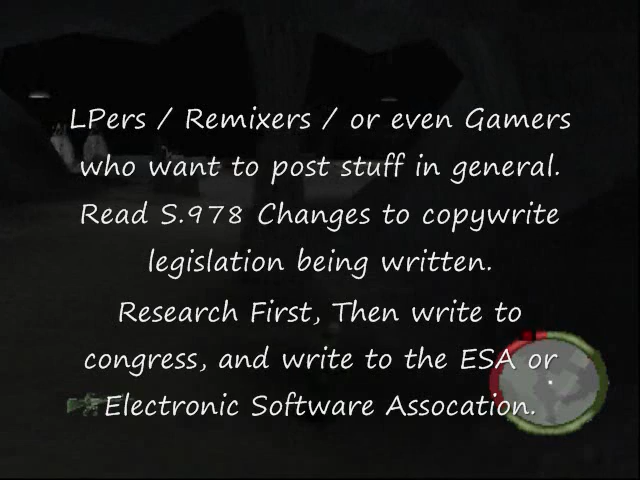 LPers / Remixers / or even Gamers
who want to post stuff in general.
Read S.978 Changes to copywrite
legislation being written.
Research First, Then write to
congress, and write to the ESA or
Electronic Software Assocation.